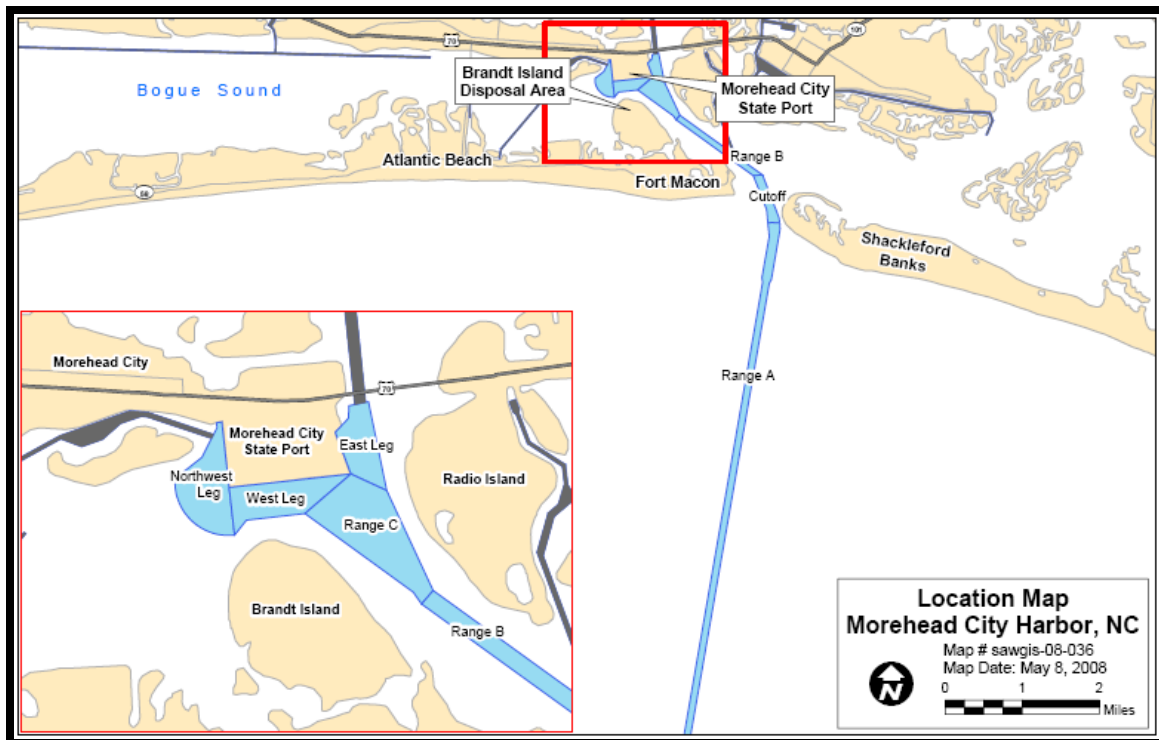 70
101
Bogue Sound
Brandt Island
Disposal Area
Morehead City
State Port
Atlantic Beach
Range B
58
Fort Macon
Cutoff
Shackleford
Banks
Range A
Morehead City
70
Morehead City
State Port
East Leg
Northwest
Leg
West Leg
Radio Island
Range C
Brandt Island
Range B
Location Map
Morehead City Harbor, NC
Map # sawgis-08-036
Map Date: May 8, 2008
N
0 1 2
Miles